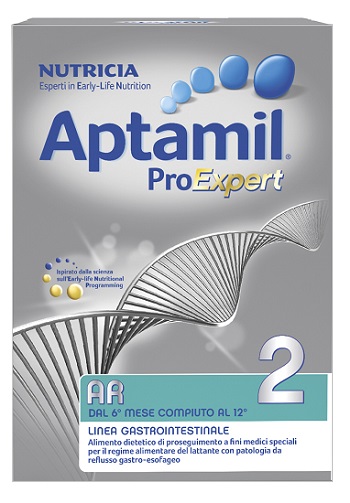 NUTRICIA
Esperti in Early-Life Nutrition
Aptamil®
ProExpert
Ispirato dalla scienza
sull'Early-life Nutritional
Programming
2
AR
DAL 6° MESE COMPIUTO AL 12°
LINEA GASTROINTESTINALE
Alimento dietetico di proseguimento a fini medici speciali
per il regime alimentare del lattante con patologia da
reflusso gastro-esofageo